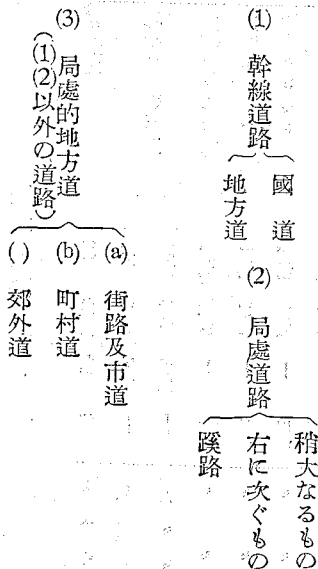 (1) 幹線道路
國道
地方道
(2) 局處道路
稍大なるもの
右に次ぐもの
蹊路
(3) 局處的地方道
(1)(2)以外の道路)
(a) 街路及市道
(b) 町村道
( ) 郊外道